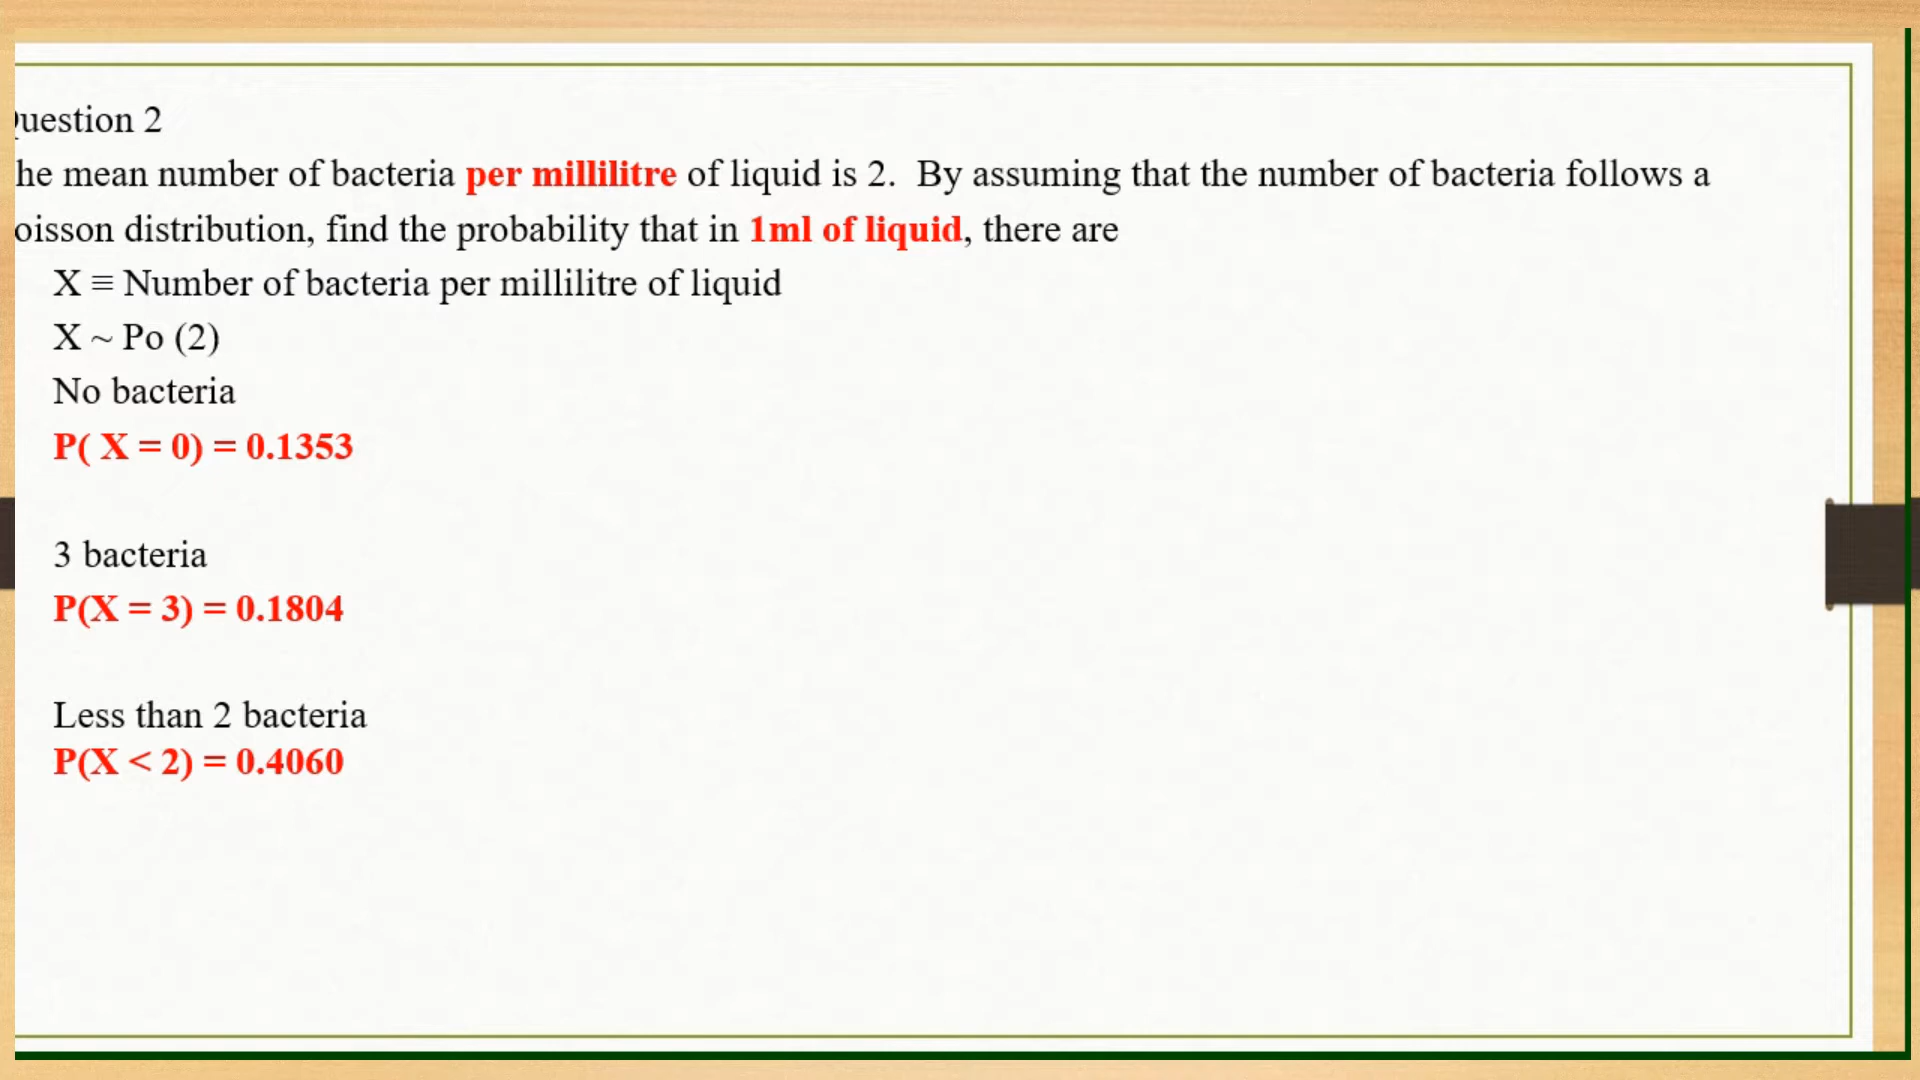 uestion 2
he mean number of bacteria per millilitre of liquid is 2. By assuming that the number of bacteria follows a
oisson distribution, find the probability that in 1ml of liquid, there are
X ≡ Number of bacteria per millilitre of liquid
X ~ Po (2)
No bacteria
P( X = 0) = 0.1353
3 bacteria
P(X = 3) = 0.1804
Less than 2 bacteria
P(X < 2) = 0.4060